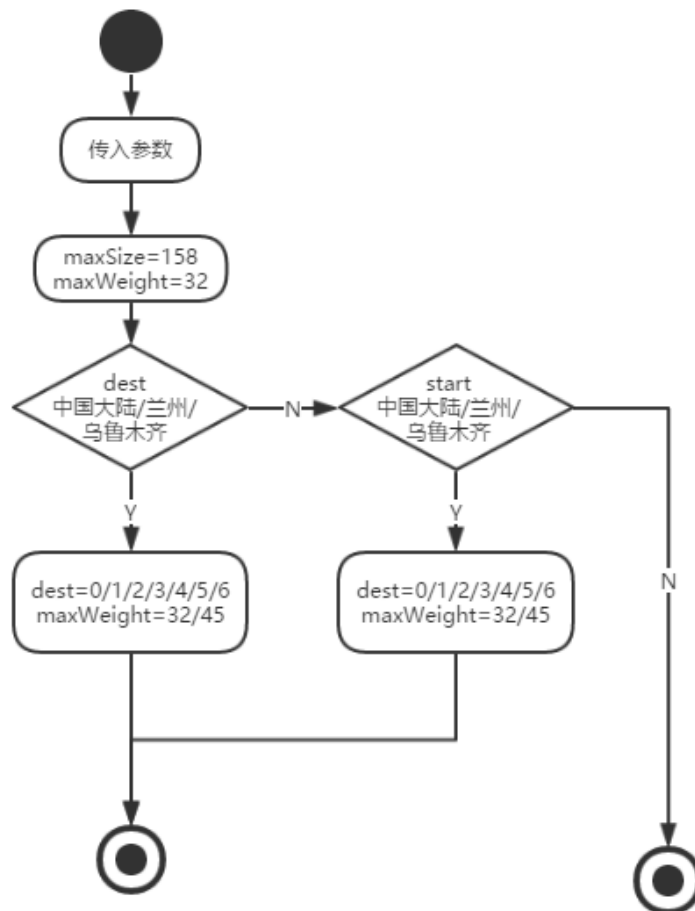 传入参数
maxSize=158
maxWeight=32
dest
中国大陆/兰州/
乌鲁木齐
N
start
中国大陆/兰州/
乌鲁木齐
Y
Y
dest=0/1/2/3/4/5/6
maxWeight=32/45
dest=0/1/2/3/4/5/6
maxWeight=32/45
N